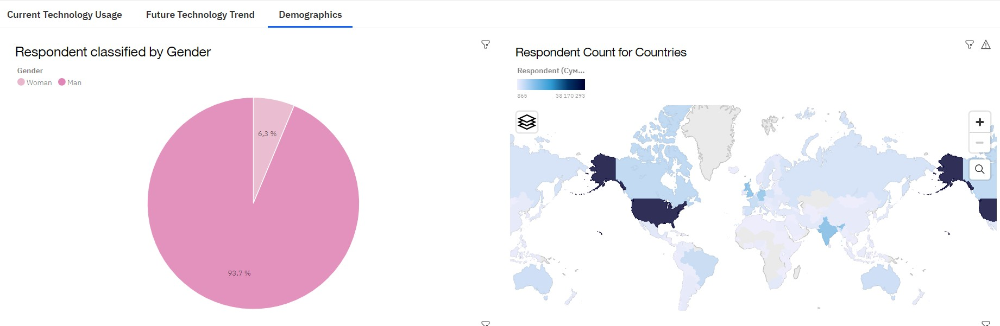 Current Technology Usage Future Technology Trend Demographics
Respondent classified by Gender
Gender
Woman Man
6,3 %
93,7 %
Respondent Count for Countries
Respondent (Сум...
865 38 170 293